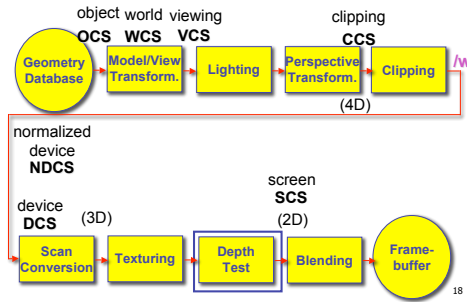 object world viewing
OCS WCS VCS
clipping
CCS
Geometry
Database
Model/View
Transform.
Lighting
Perspective
Transform.
Clipping
/w
(4D)
normalized
device
NDCS
device
DCS (3D)
screen
SCS
(2D)
Scan
Conversion
Texturing
Depth
Test
Blending
Frame-
buffer
18